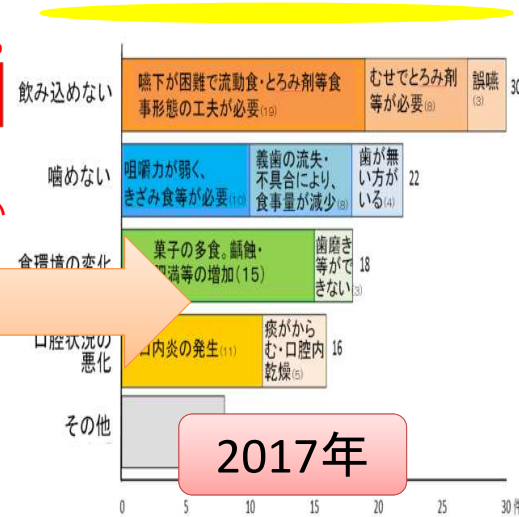 飲み込めない
嚥下が困難で流動食・とろみ剤等食
事形態の工夫が必要(19)
むせでとろみ剤
等が必要(8)
誤嚥
(3)
30
噛めない
咀嚼力が弱く、
きざみ食等が必要(10)
義歯の流失・
不具合により、
食事量が減少(8)
歯が無
い方が
いる(4)
22
食環境の変化
菓子の多食。齲蝕・
肥満等の増加(15)
歯磨き
等がで
きない(3)
18
口腔状況の
悪化
口内炎の発生(11)
痰がから
む・口腔内
乾燥(5)
16
その他
2017年
0 5 10 15 20 25 30 件